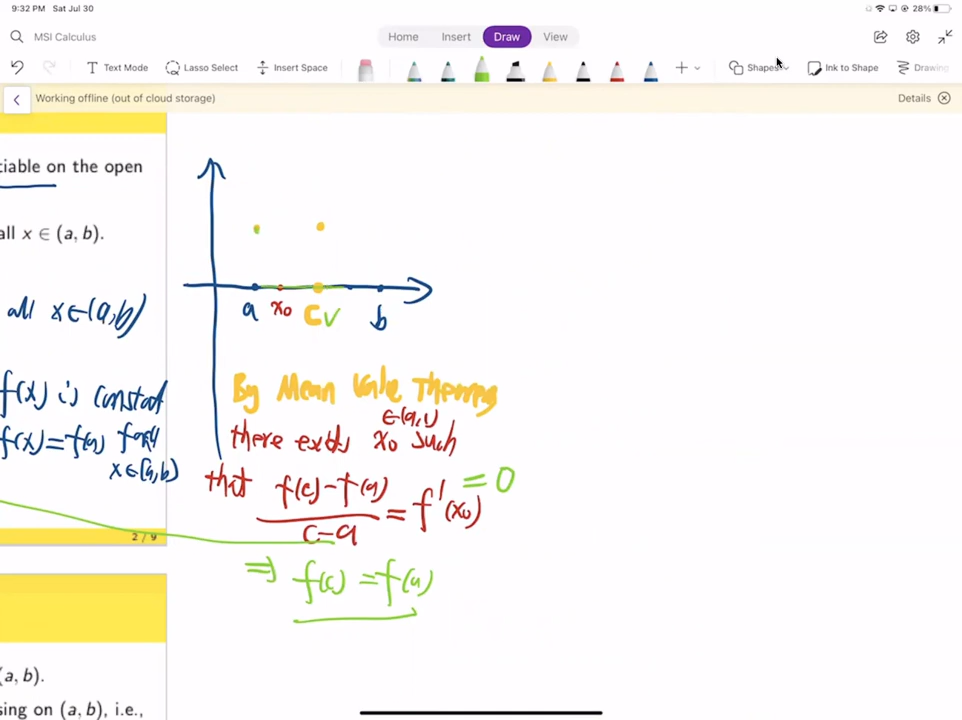 9:32 PM Sat Jul 30
28%
MSI Calculus
Home Insert Draw View
Text Mode Lasso Select Insert Space Shapes Ink to Shape Drawing
Working offline (out of cloud storage) Details
tiable on the open
all x ∈ (a, b).
all x∈(a,b)
f(x) is constant
f(x)=f(a) for all
x∈[a,b)
a x₀ c b
By Mean Value Theorem
∈(a,c)
there exists x₀ such
that f(c)-f(a) = 0
c-a = f'(x₀)
⇒ f(c) = f(a)
2 / 9
(a, b).
sing on (a, b), i.e.,